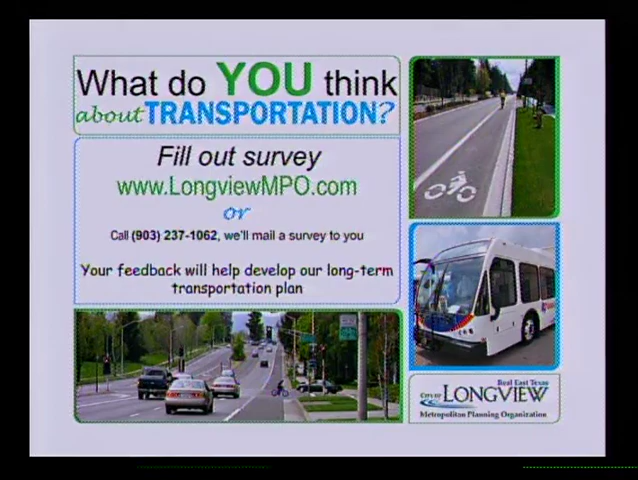 What do YOU think
about TRANSPORTATION?
Fill out survey
www.LongviewMPO.com
or
Call (903) 237-1062, we'll mail a survey to you
Your feedback will help develop our long-term
transportation plan
Real East Texas
City of LONGVIEW
Metropolitan Planning Organization